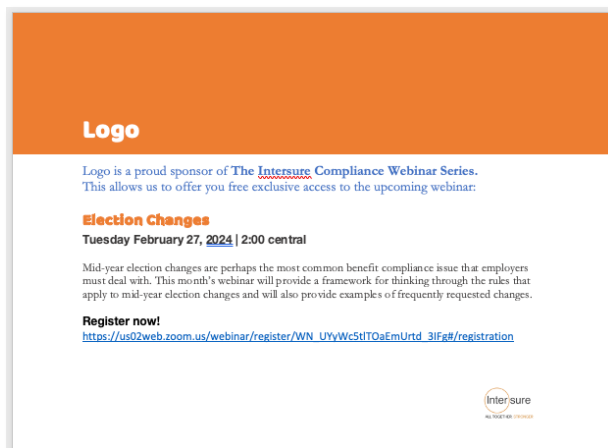 Logo
Logo is a proud sponsor of The Intersure Compliance Webinar Series.
This allows us to offer you free exclusive access to the upcoming webinar:
Election Changes
Tuesday February 27, 2024 | 2:00 central
Mid-year election changes are perhaps the most common benefit compliance issue that employers
must deal with. This month's webinar will provide a framework for thinking through the rules that
apply to mid-year election changes and will also provide examples of frequently requested changes.
Register now!
https://us02web.zoom.us/webinar/register/WN_UYyWc5tlTOaEmUrtd_3IFg#/registration
Intersure
ALL TOGETHER STRONGER